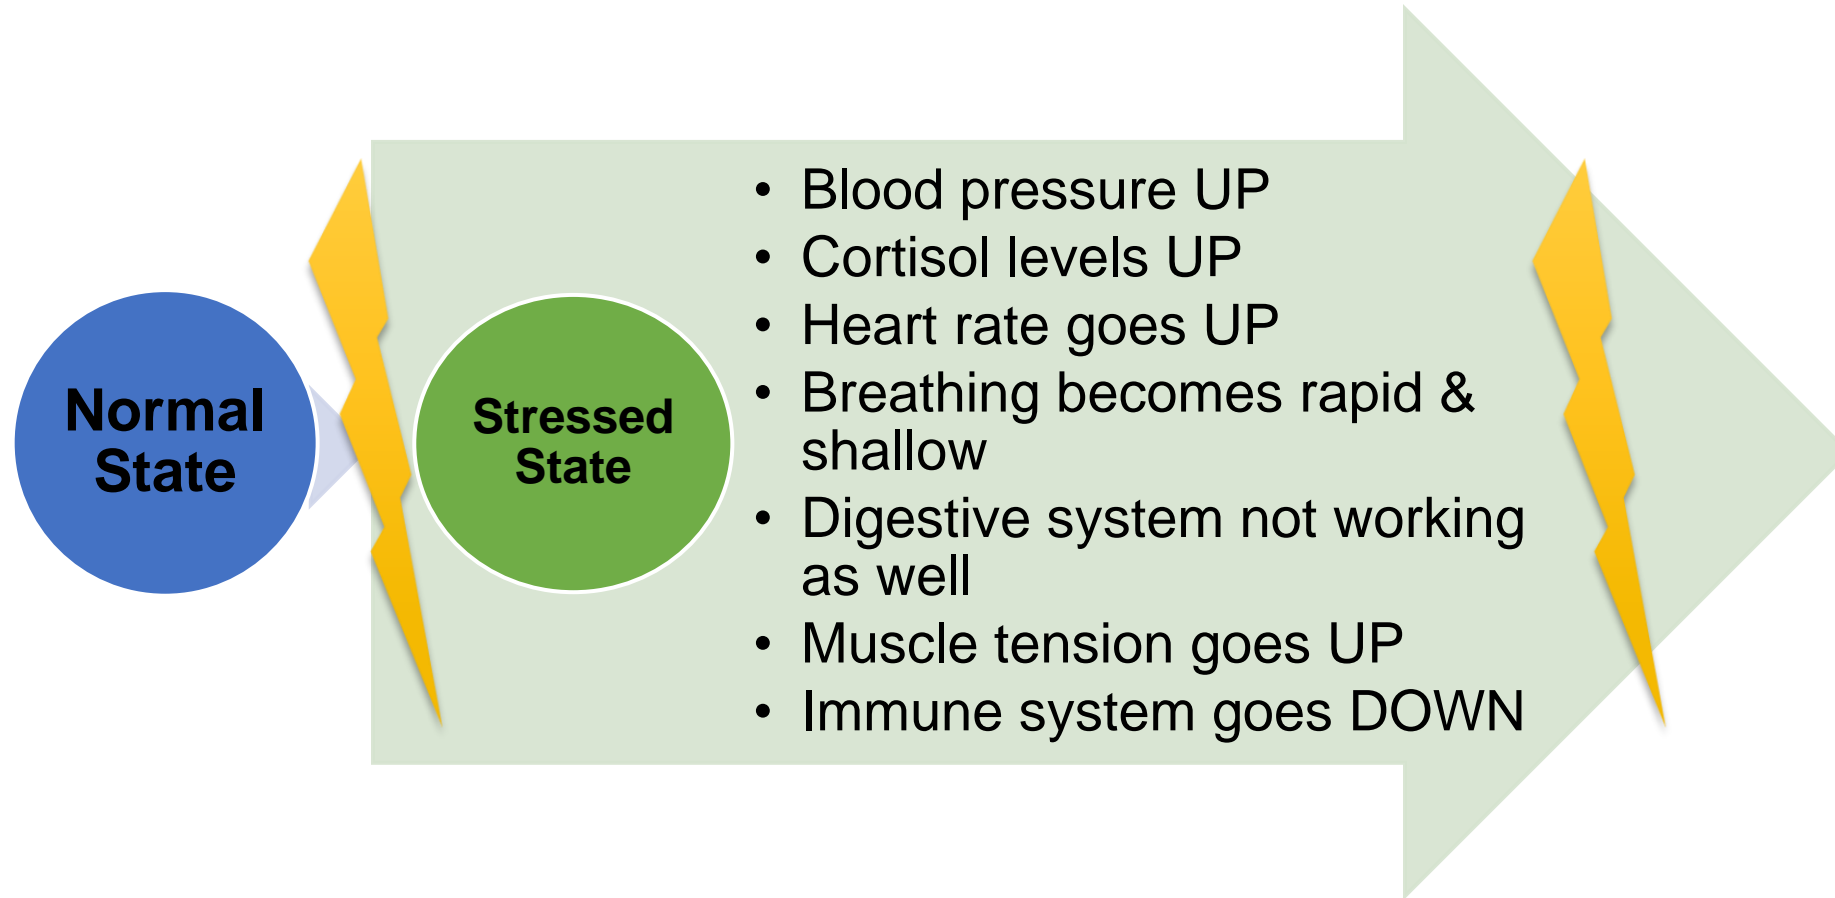 Normal
State
Stressed
State
• Blood pressure UP
• Cortisol levels UP
• Heart rate goes UP
• Breathing becomes rapid &
shallow
• Digestive system not working
as well
• Muscle tension goes UP
• Immune system goes DOWN